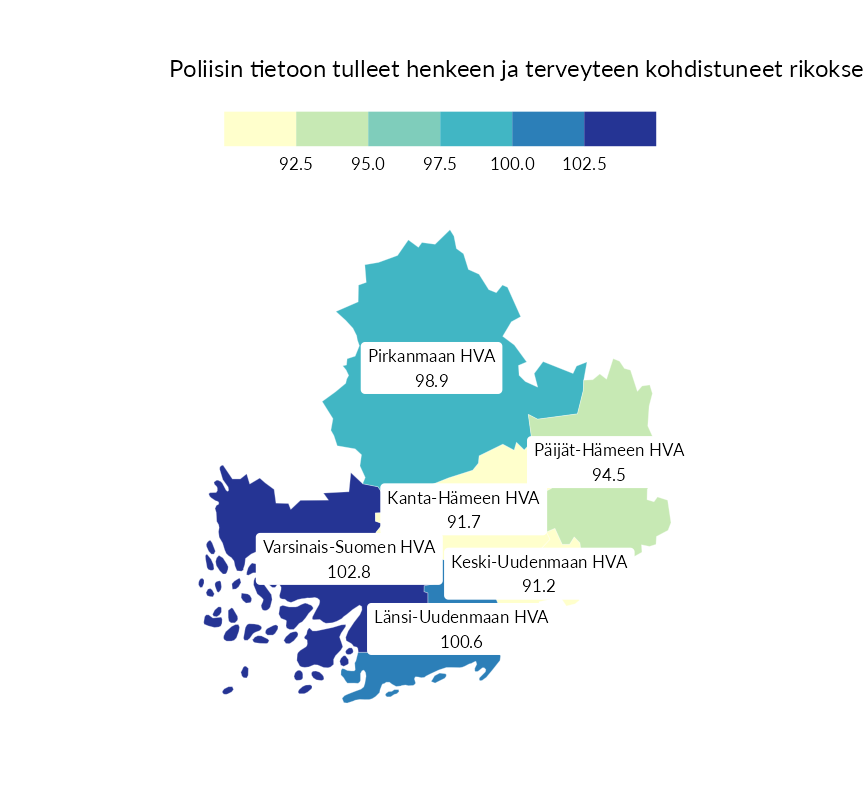 Poliisin tietoon tulleet henkeen ja terveyteen kohdistuneet rikokse
92.5 95.0 97.5 100.0 102.5
Pirkanmaan HVA
98.9
Päijät-Hämeen HVA
94.5
Kanta-Hämeen HVA
91.7
Varsinais-Suomen HVA
102.8
Keski-Uudenmaan HVA
91.2
Länsi-Uudenmaan HVA
100.6